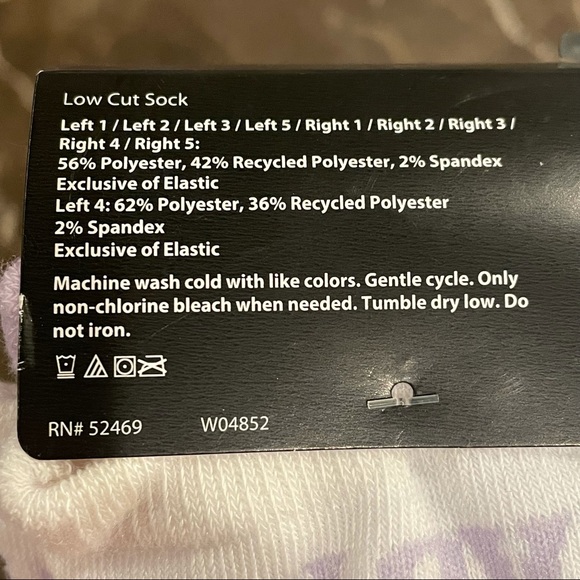 Low Cut Sock
Left 1 / Left 2 / Left 3 / Left 5 / Right 1 / Right 2 / Right 3 /
Right 4 / Right 5:
56% Polyester, 42% Recycled Polyester, 2% Spandex
Exclusive of Elastic
Left 4: 62% Polyester, 36% Recycled Polyester
2% Spandex
Exclusive of Elastic
Machine wash cold with like colors. Gentle cycle. Only
non-chlorine bleach when needed. Tumble dry low. Do
not iron.
RN# 52469 W04852